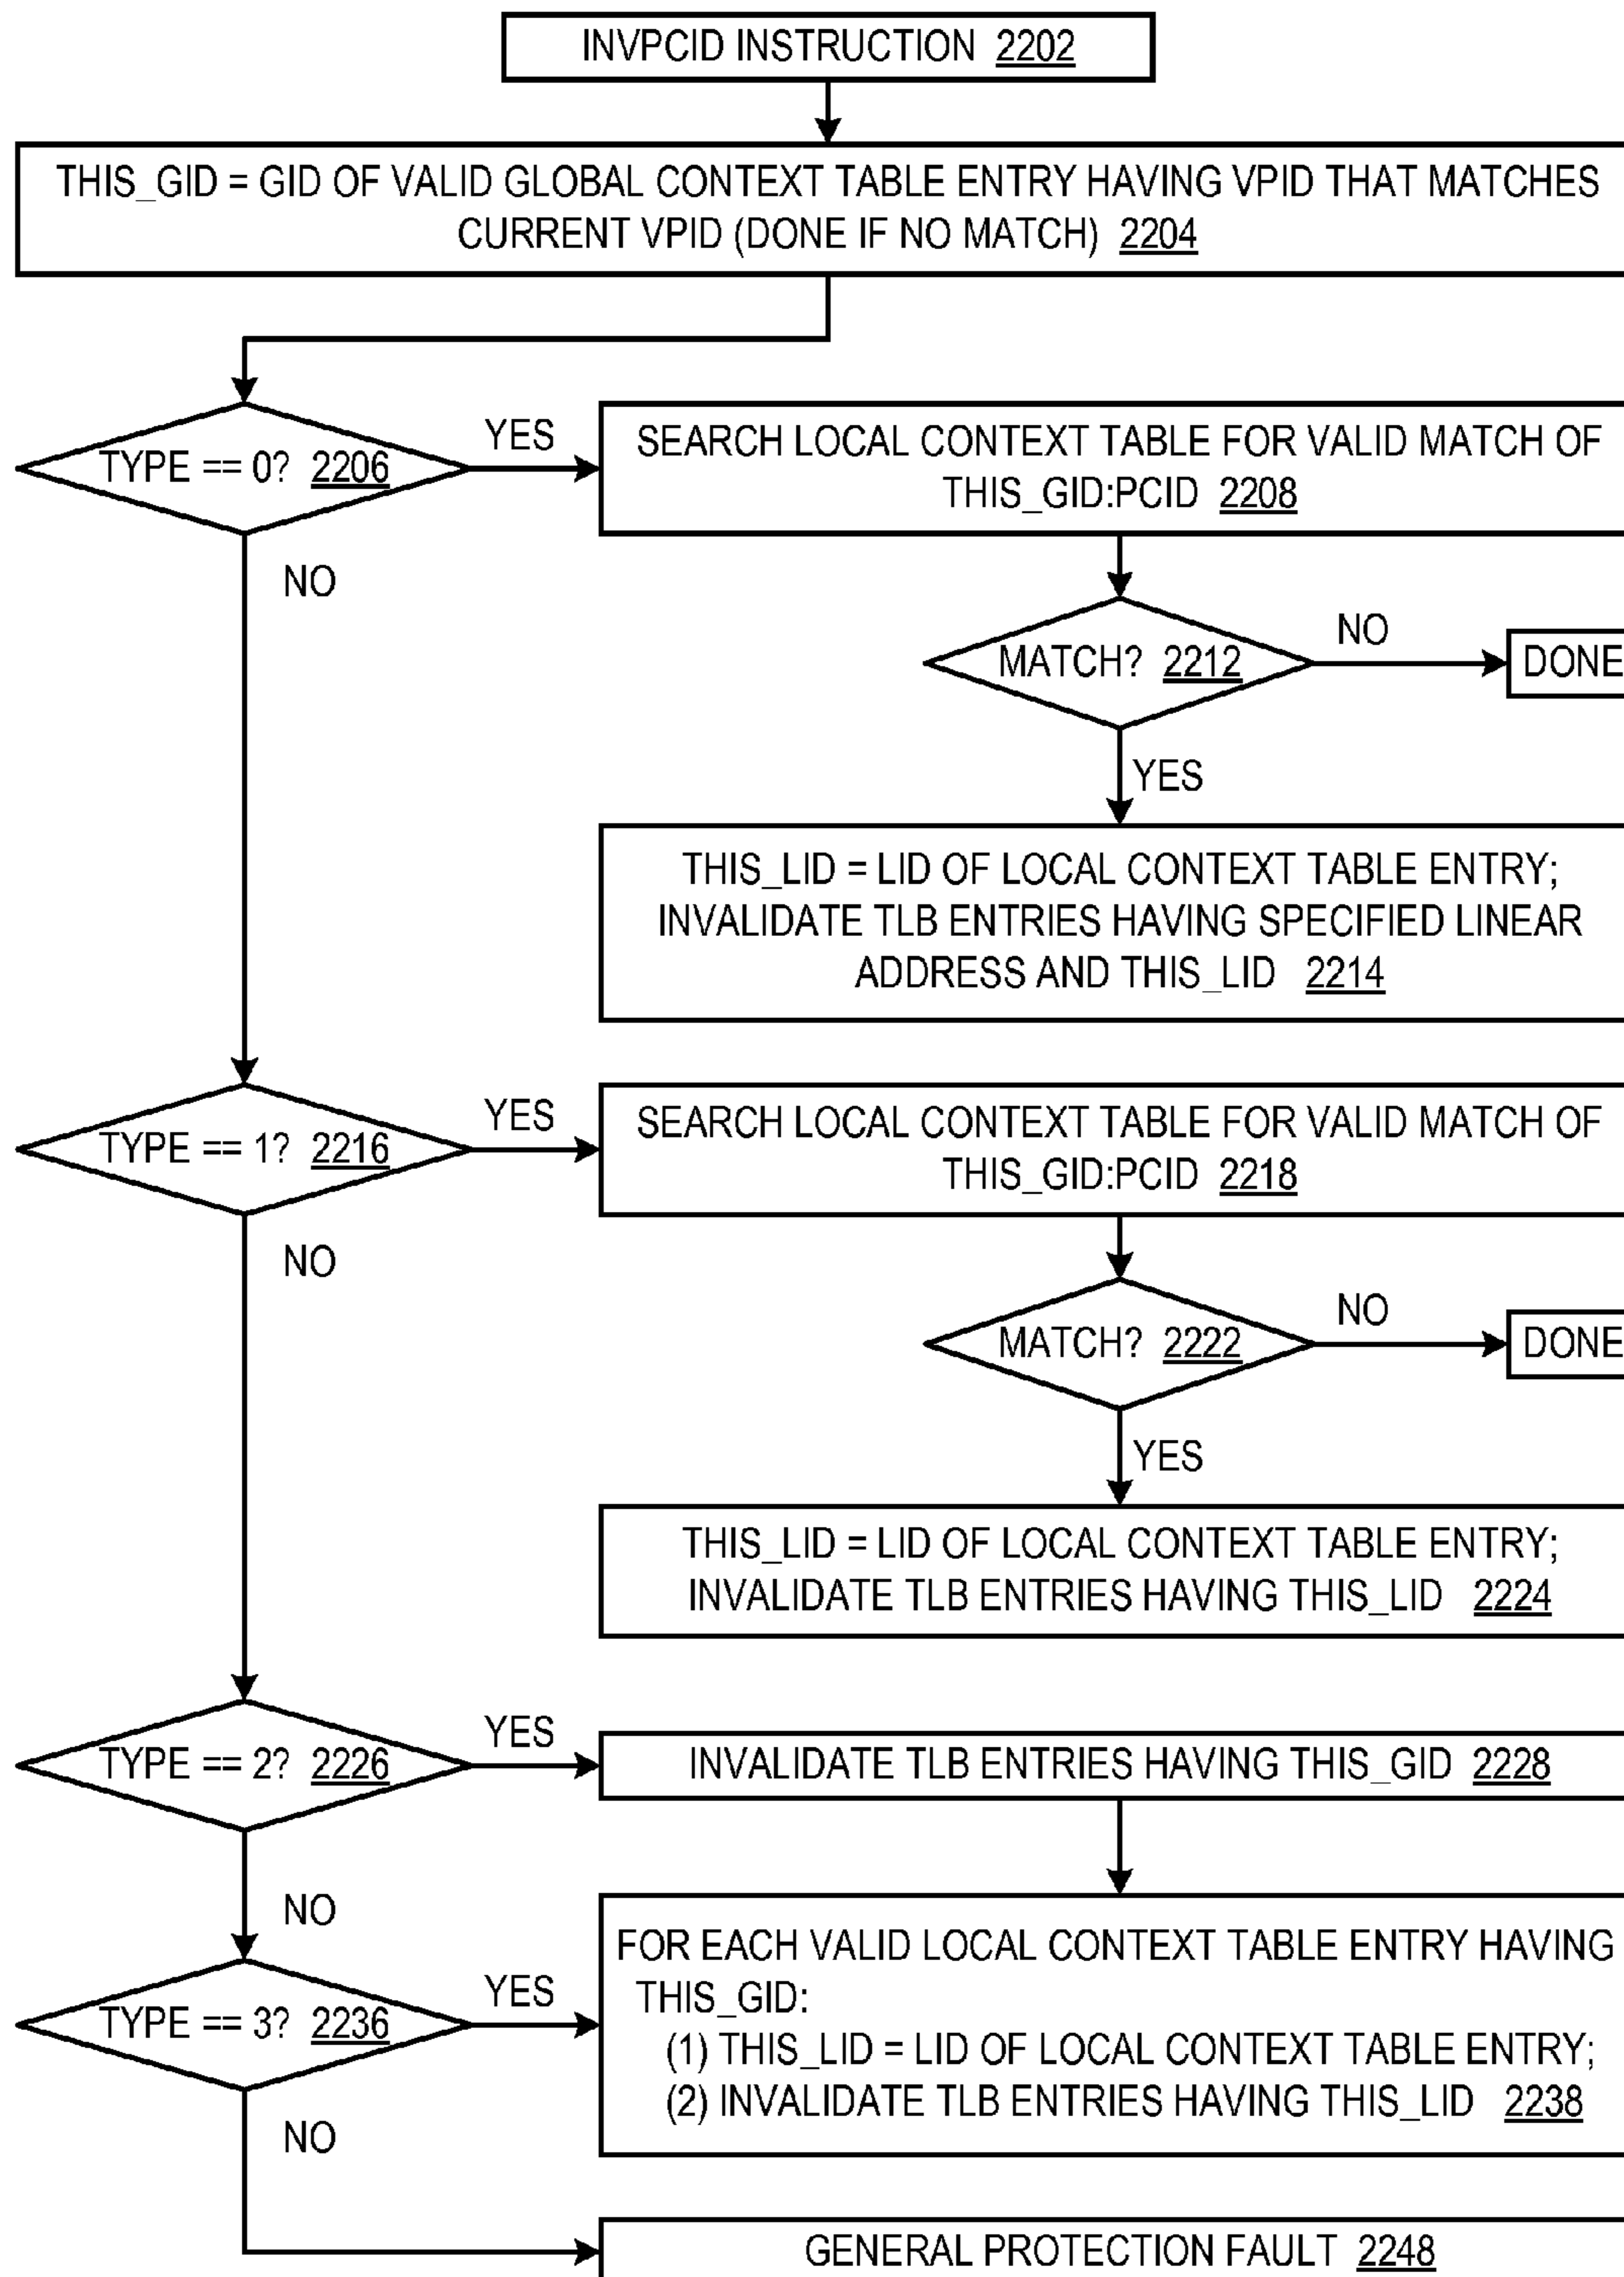 INVPCID INSTRUCTION 2202
THIS_GID = GID OF VALID GLOBAL CONTEXT TABLE ENTRY HAVING VPID THAT MATCHES
CURRENT VPID (DONE IF NO MATCH) 2204
TYPE == 0? 2206
YES
NO
SEARCH LOCAL CONTEXT TABLE FOR VALID MATCH OF
THIS_GID:PCID 2208
MATCH? 2212
NO
DONE
YES
THIS_LID = LID OF LOCAL CONTEXT TABLE ENTRY;
INVALIDATE TLB ENTRIES HAVING SPECIFIED LINEAR
ADDRESS AND THIS_LID 2214
TYPE == 1? 2216
YES
NO
SEARCH LOCAL CONTEXT TABLE FOR VALID MATCH OF
THIS_GID:PCID 2218
MATCH? 2222
NO
DONE
YES
THIS_LID = LID OF LOCAL CONTEXT TABLE ENTRY;
INVALIDATE TLB ENTRIES HAVING THIS_LID 2224
TYPE == 2? 2226
YES
NO
INVALIDATE TLB ENTRIES HAVING THIS_GID 2228
TYPE == 3? 2236
YES
NO
FOR EACH VALID LOCAL CONTEXT TABLE ENTRY HAVING
THIS_GID:
(1) THIS_LID = LID OF LOCAL CONTEXT TABLE ENTRY;
(2) INVALIDATE TLB ENTRIES HAVING THIS_LID 2238
GENERAL PROTECTION FAULT 2248